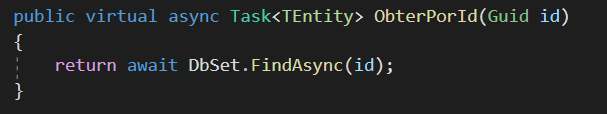 public virtual async Task<TEntity> ObterPorId(Guid id)
{
    return await DbSet.FindAsync(id);
}